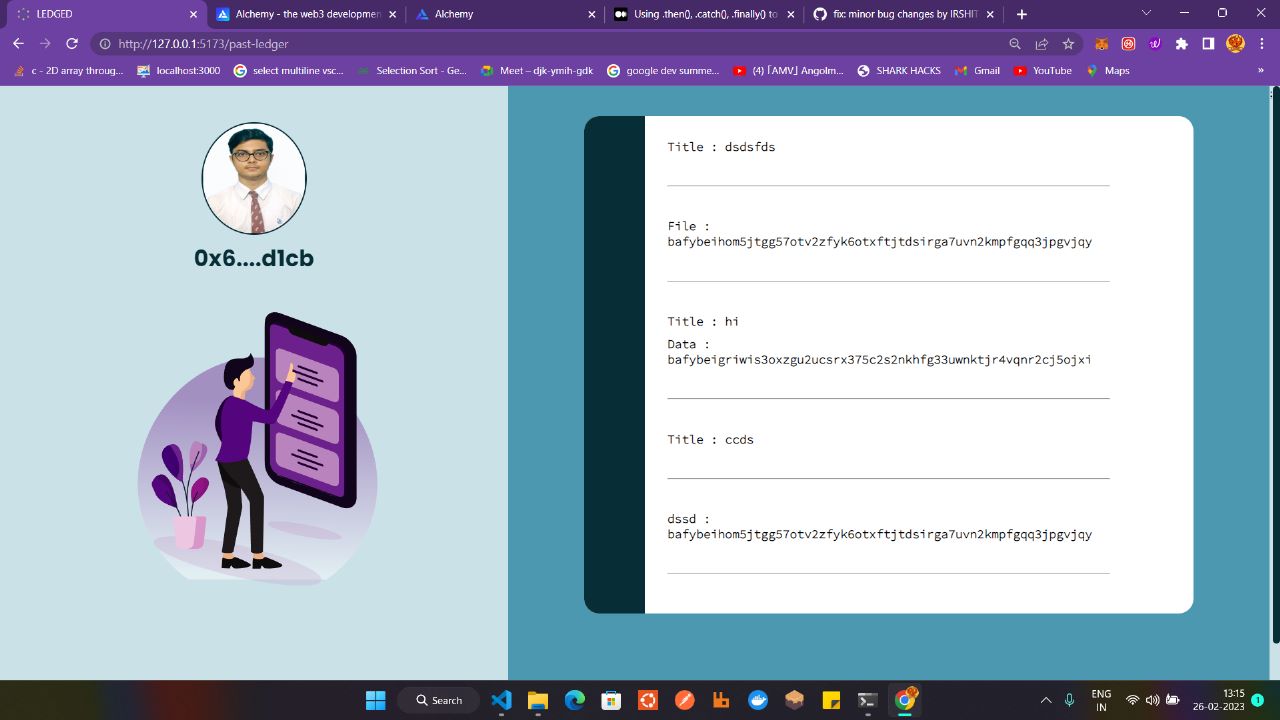 LEDGED
Alchemy - the web3 developmen
Alchemy
Using .then(), .catch(), .finally() to
fix: minor bug changes by IRSHIT
http://127.0.0.1:5173/past-ledger
c - 2D array throug...
localhost:3000
select multiline vsc...
Selection Sort - Ge...
Meet – djk-ymih-gdk
google dev summe...
(4) 「AMV」 Angolm...
SHARK HACKS
Gmail
YouTube
Maps
»
0x6....d1cb
Title : dsdsfds
File :
bafybeihom5jtgg57otv2zfyk6otxftjtdsirga7uvn2kmpfgqq3jpgvjqy
Title : hi
Data :
bafybeigriwis3oxzgu2ucsrx375c2s2nkhfg33uwnktjr4vqnr2cj5ojxi
Title : ccds
dssd :
bafybeihom5jtgg57otv2zfyk6otxftjtdsirga7uvn2kmpfgqq3jpgvjqy
Search
ENG
IN
13:15
26-02-2023
1